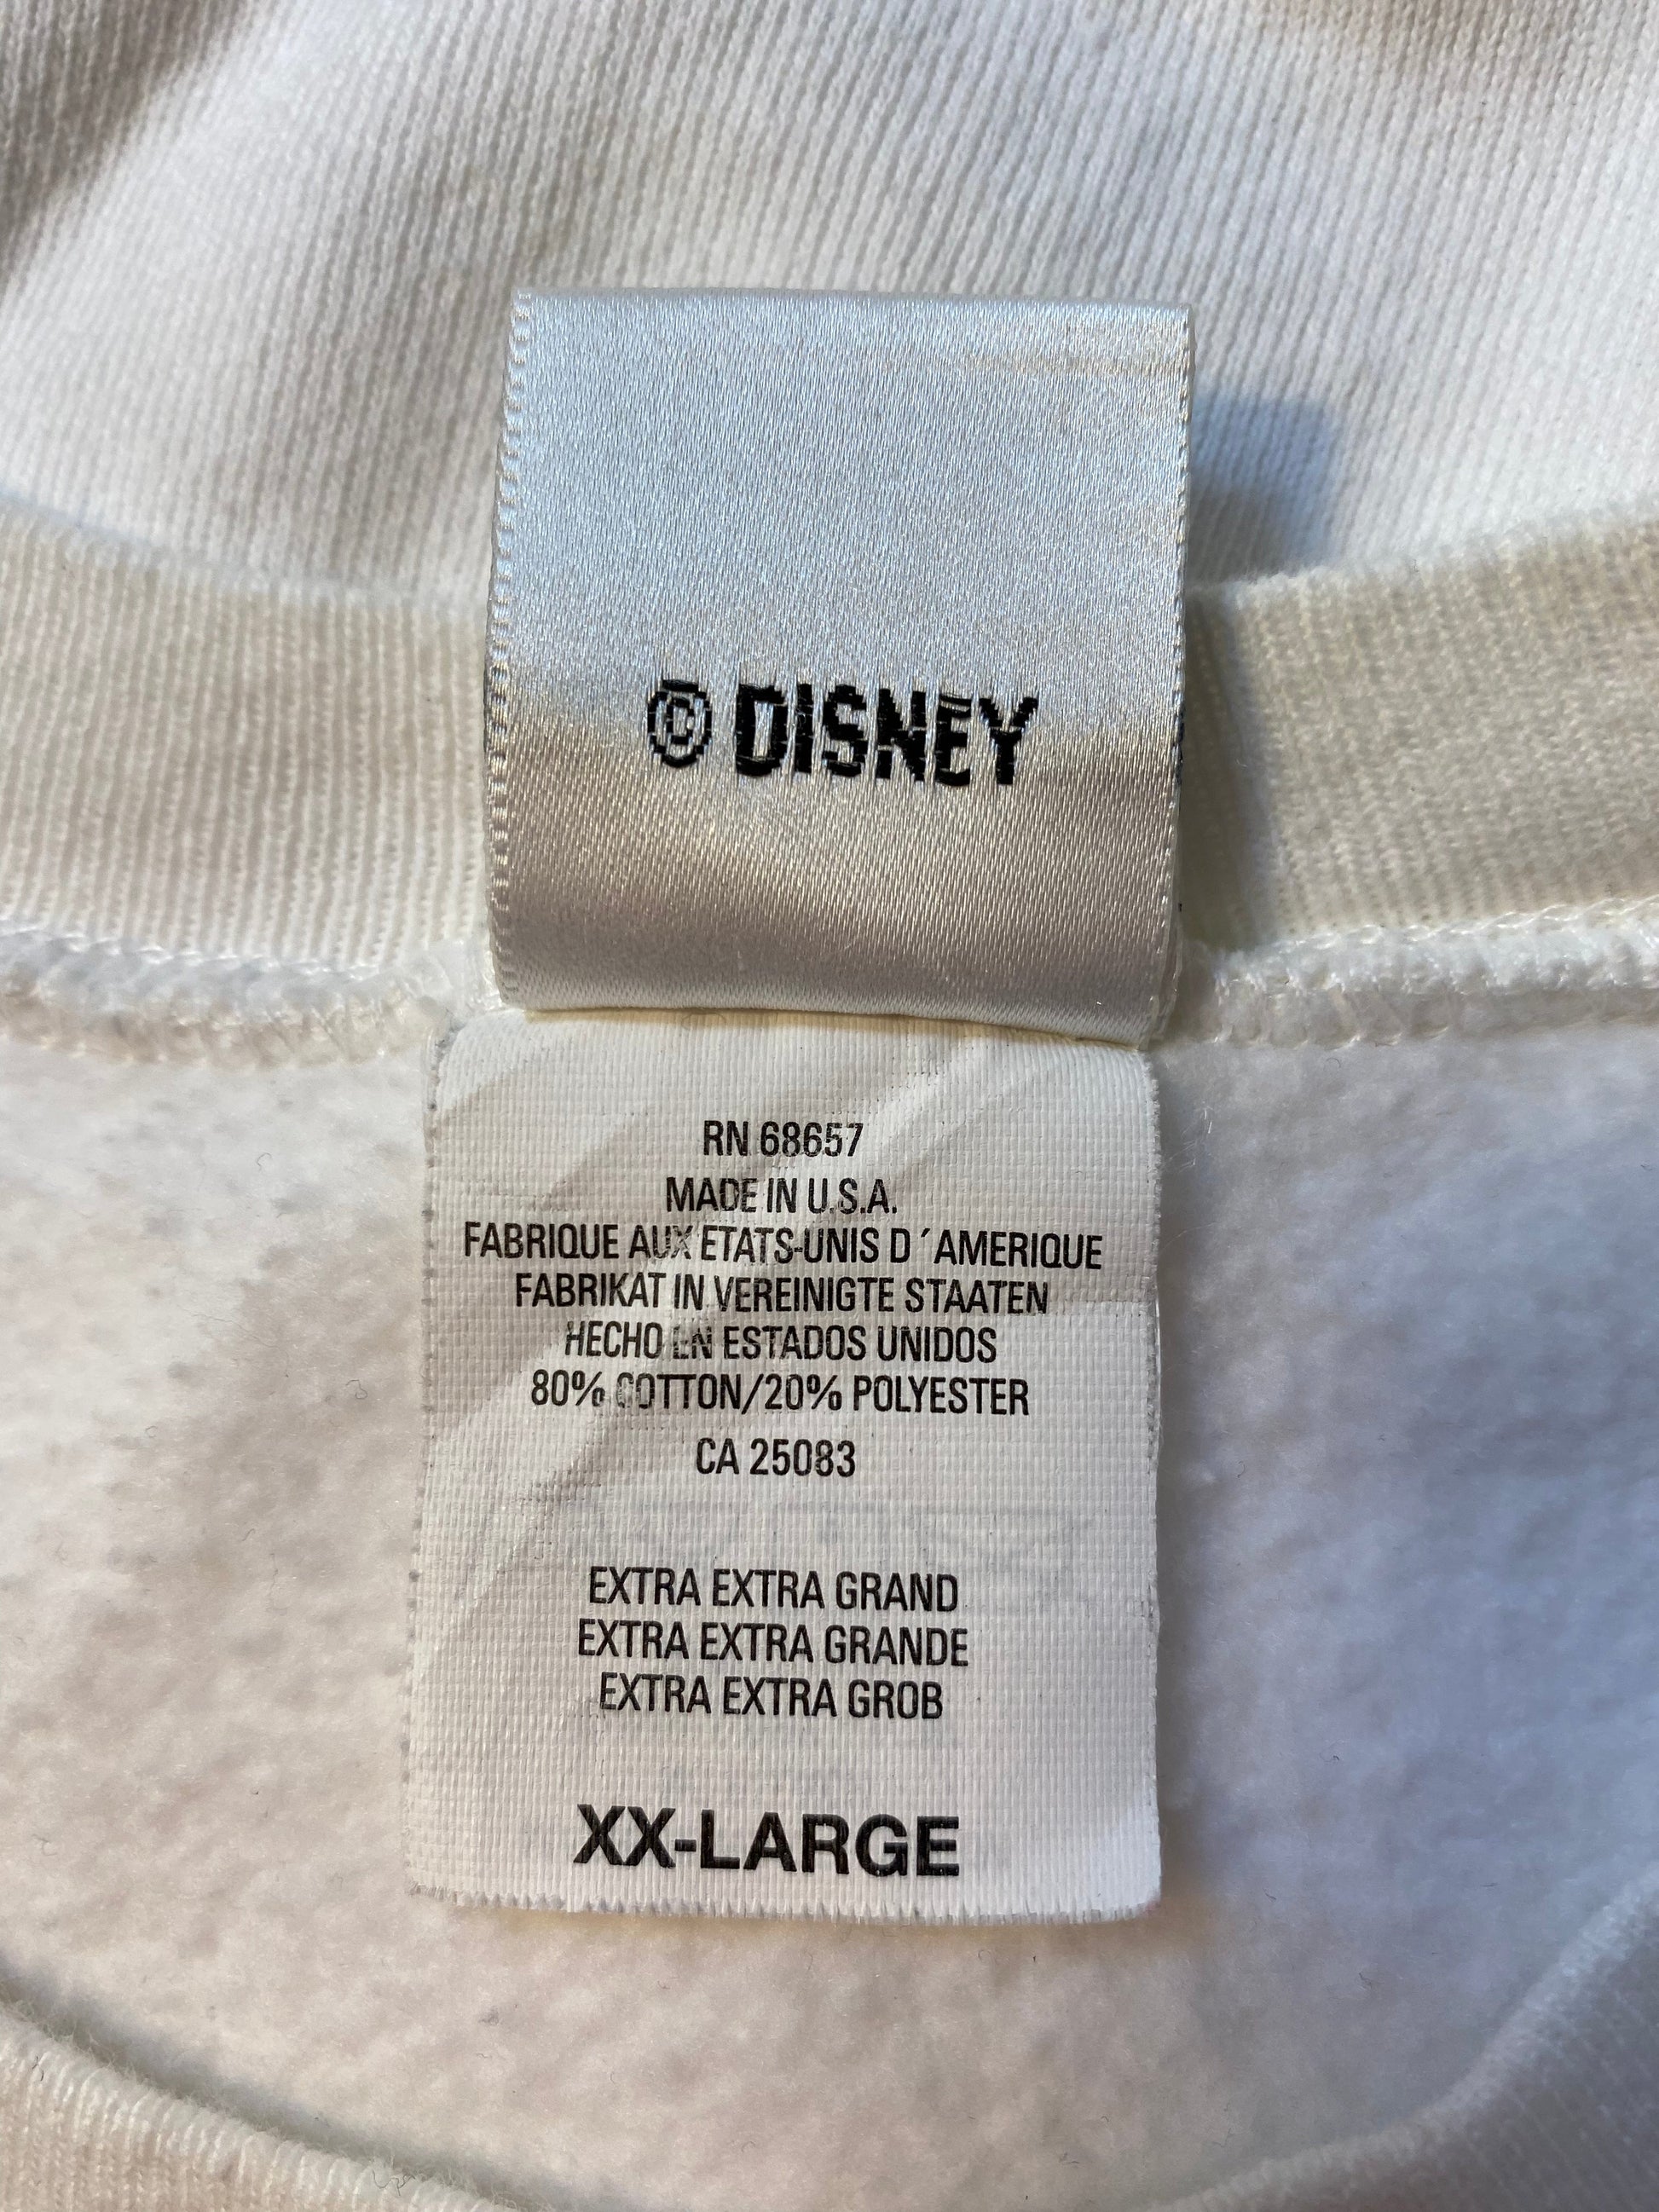 © DISNEY
RN 68657
MADE IN U.S.A.
FABRIQUE AUX ETATS-UNIS D ´AMERIQUE
FABRIKAT IN VEREINIGTE STAATEN
HECHO EN ESTADOS UNIDOS
80% COTTON/20% POLYESTER
CA 25083
EXTRA EXTRA GRAND
EXTRA EXTRA GRANDE
EXTRA EXTRA GROB
XX-LARGE